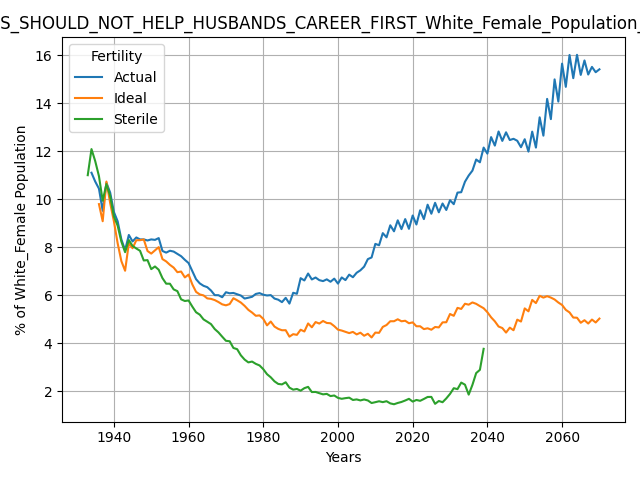 S_SHOULD_NOT_HELP_HUSBANDS_CAREER_FIRST_White_Female_Population_
Fertility
Actual
Ideal
Sterile
% of White_Female Population
16
14
12
10
8
6
4
2
1940 1960 1980 2000 2020 2040 2060
Years